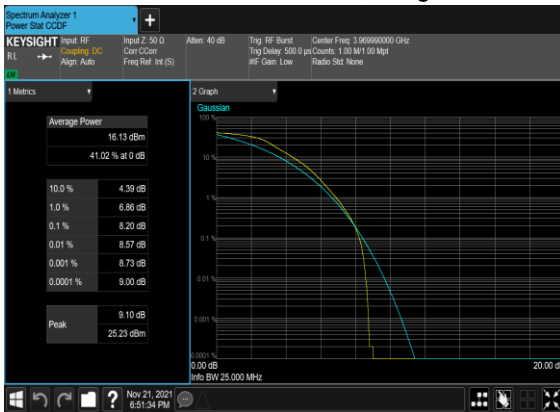 Spectrum Analyzer 1
Power Stat CCDF
+
KEYSIGHT
RL
Input: RF
Coupling: DC
Align: Auto
Input Z: 50 Ω
Corr CCorr
Freq Ref: Int (S)
Atten: 40 dB
Trig: RF Burst
Trig Delay: 500.0 µs
#IF Gain: Low
Center Freq: 3.969990000 GHz
Counts: 1.00 M/1.00 Mpt
Radio Std: None
1 Metrics
Average Power
16.13 dBm
41.02 % at 0 dB
10.0 % 4.39 dB
1.0 % 6.86 dB
0.1 % 8.20 dB
0.01 % 8.57 dB
0.001 % 8.73 dB
0.0001 % 9.00 dB
Peak
9.10 dB
25.23 dBm
2 Graph
Gaussian
100 %
10 %
1 %
0.1 %
0.01 %
0.001 %
0.0001 %
0.00 dB
20.00 d
Info BW 25.000 MHz
?
Nov 21, 2021
6:51:34 PM